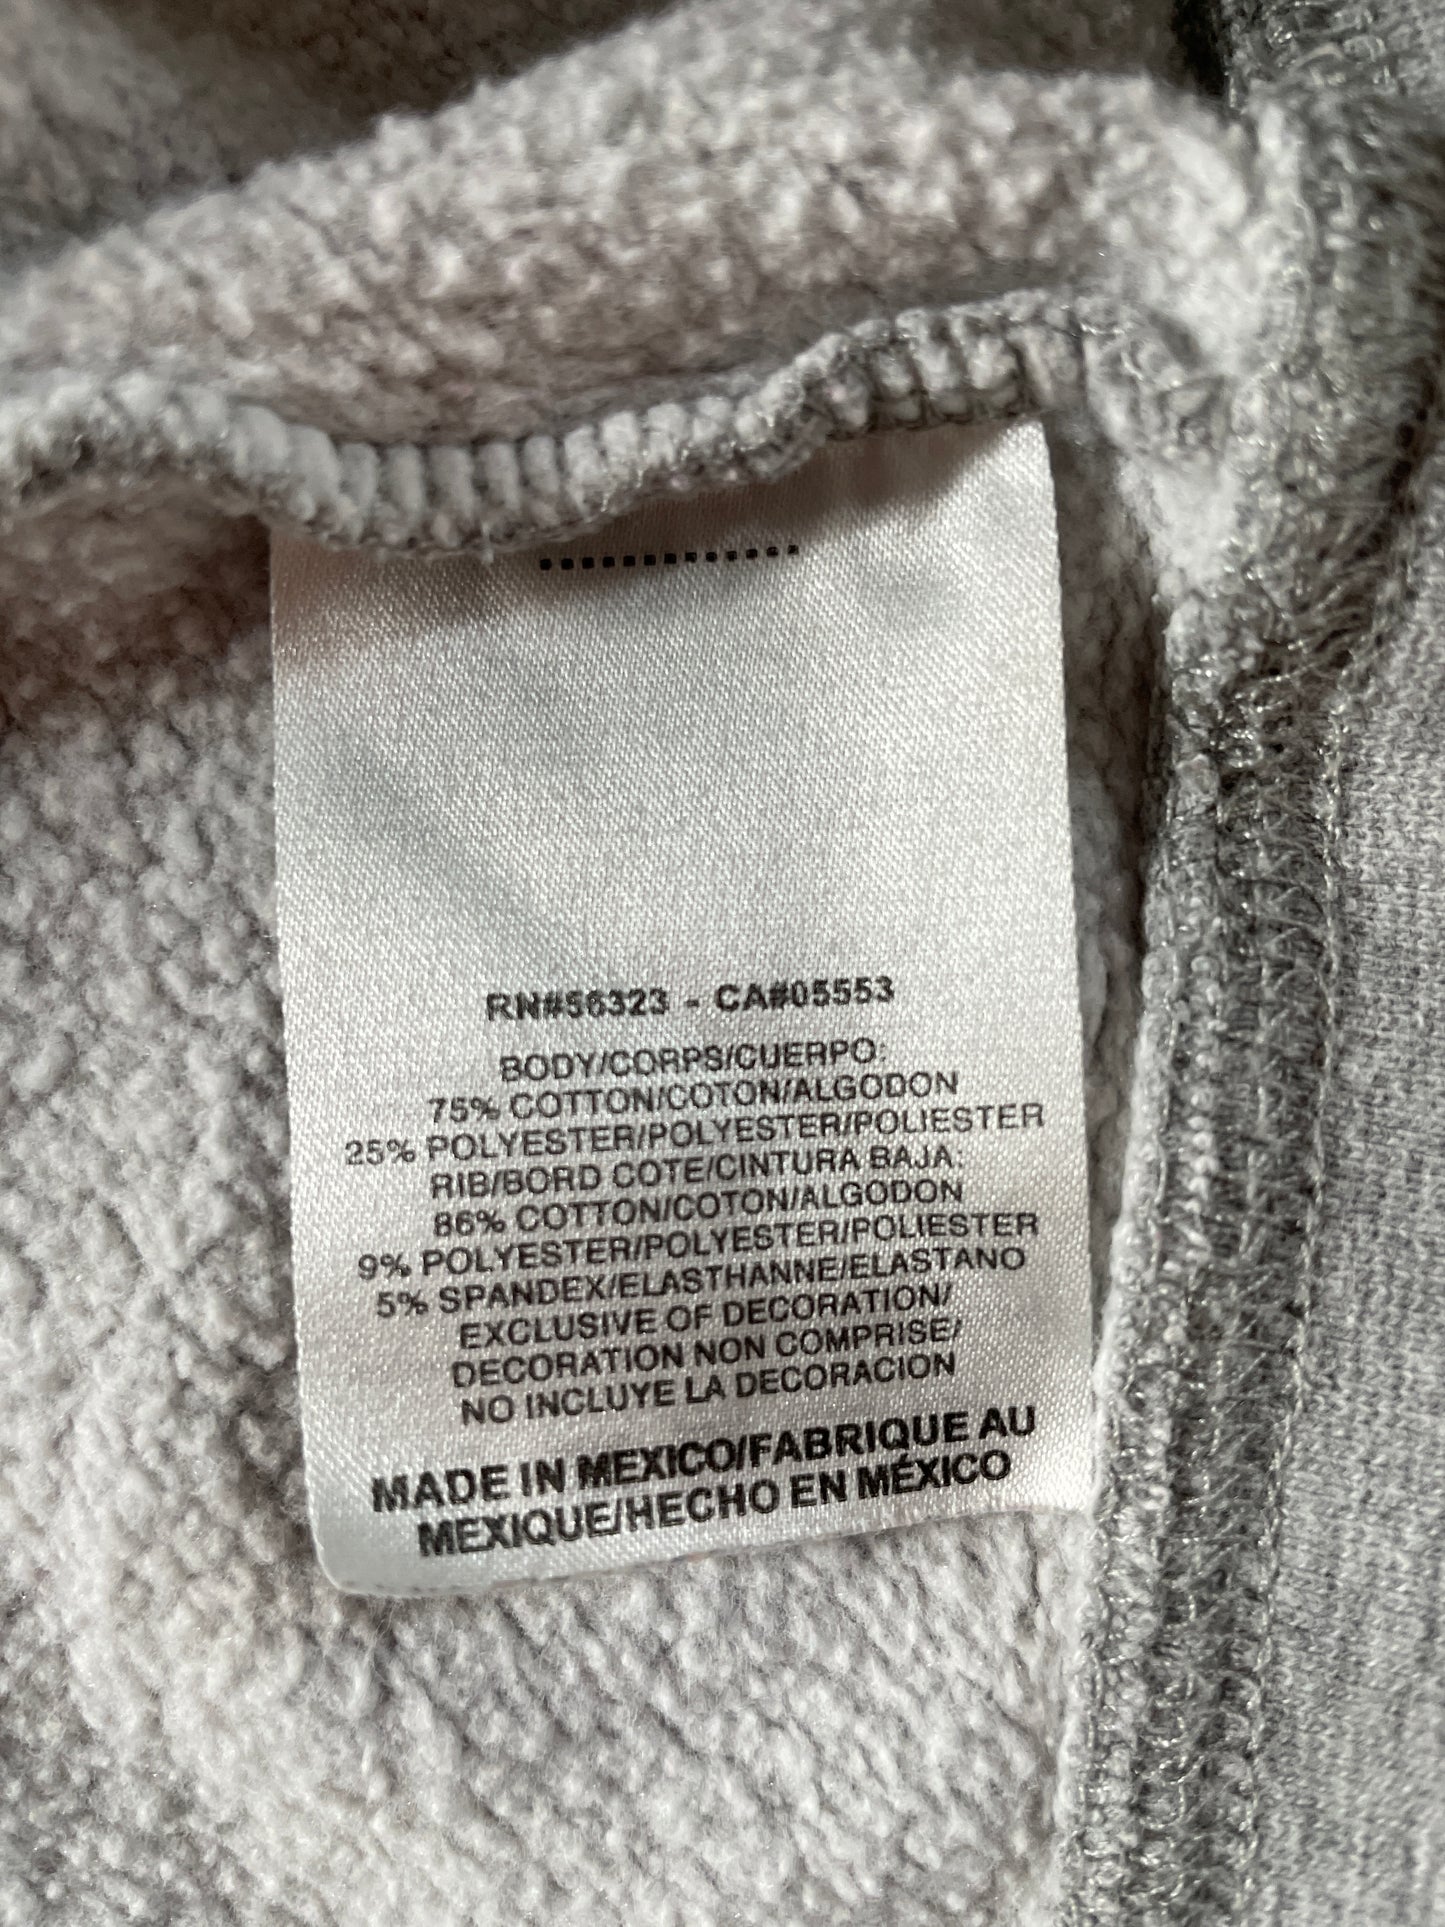 RN#56323 - CA#05553
BODY/CORPS/CUERPO:
75% COTTON/COTON/ALGODON
25% POLYESTER/POLYESTER/POLIESTER
RIB/BORD COTE/CINTURA BAJA:
86% COTTON/COTON/ALGODON
9% POLYESTER/POLYESTER/POLIESTER
5% SPANDEX/ELASTHANNE/ELASTANO
EXCLUSIVE OF DECORATION/
DECORATION NON COMPRISE/
NO INCLUYE LA DECORACION
MADE IN MEXICO/FABRIQUE AU
MEXIQUE/HECHO EN MÉXICO